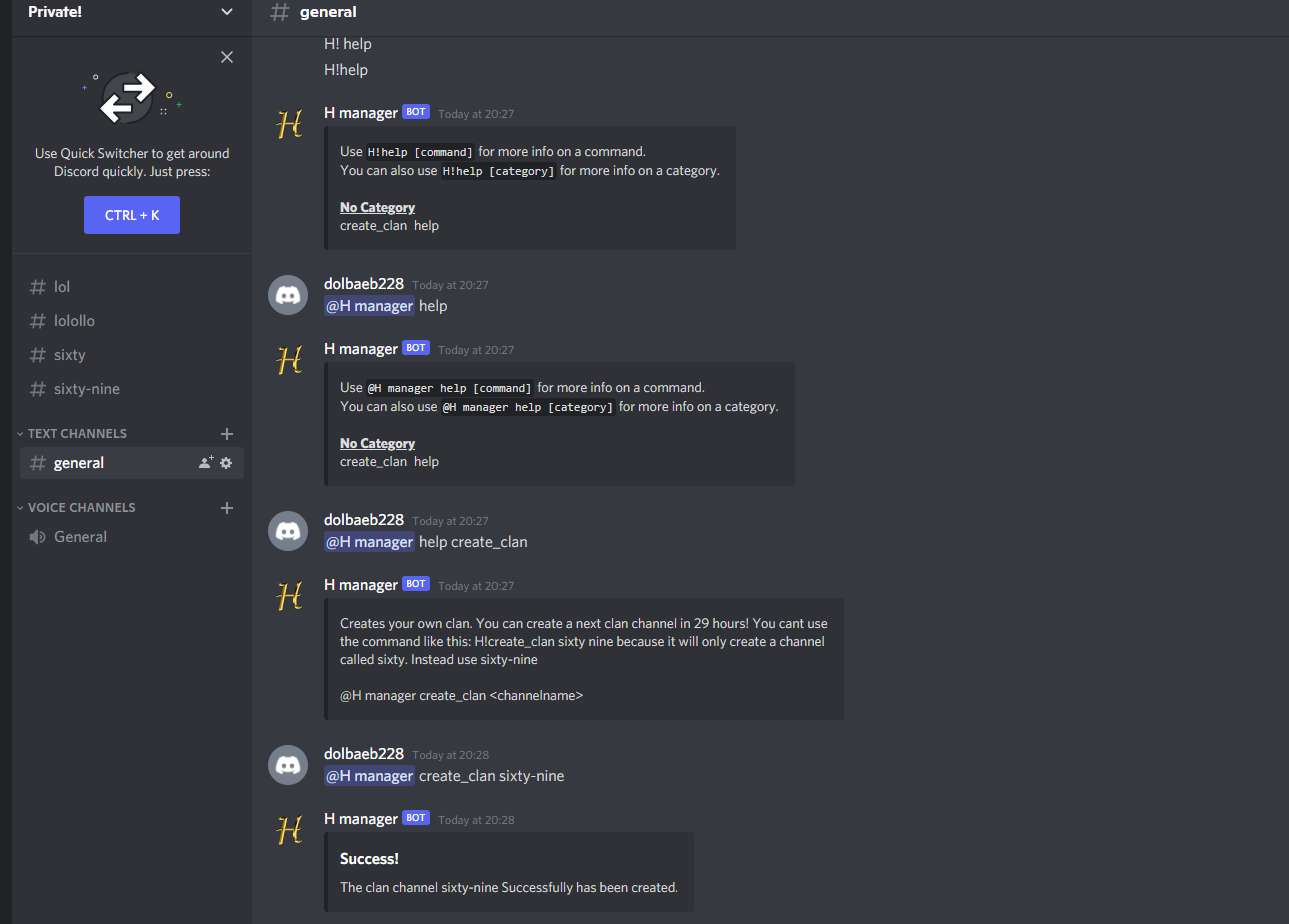 Private!
Use Quick Switcher to get around
Discord quickly. Just press:
CTRL + K
# lol
# lolollo
# sixty
# sixty-nine
TEXT CHANNELS +
# general
VOICE CHANNELS +
General
# general
H! help
H!help
H manager BOT Today at 20:27
Use H!help [command] for more info on a command.
You can also use H!help [category] for more info on a category.
No Category
create_clan help
dolbaeb228 Today at 20:27
@H manager help
H manager BOT Today at 20:27
Use @H manager help [command] for more info on a command.
You can also use @H manager help [category] for more info on a category.
No Category
create_clan help
dolbaeb228 Today at 20:27
@H manager help create_clan
H manager BOT Today at 20:27
Creates your own clan. You can create a next clan channel in 29 hours! You cant use
the command like this: H!create_clan sixty nine because it will only create a channel
called sixty. Instead use sixty-nine
@H manager create_clan <channelname>
dolbaeb228 Today at 20:28
@H manager create_clan sixty-nine
H manager BOT Today at 20:28
Success!
The clan channel sixty-nine Successfully has been created.